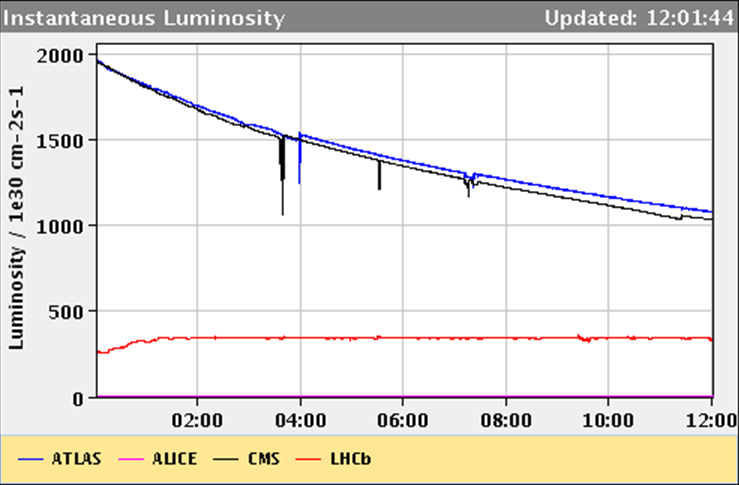 Instantaneous Luminosity Updated: 12:01:44
Luminosity / 1e30 cm-2s-1
2000
1500
1000
500
0
02:00 04:00 06:00 08:00 10:00 12:00
ATLAS ALICE CMS LHCb